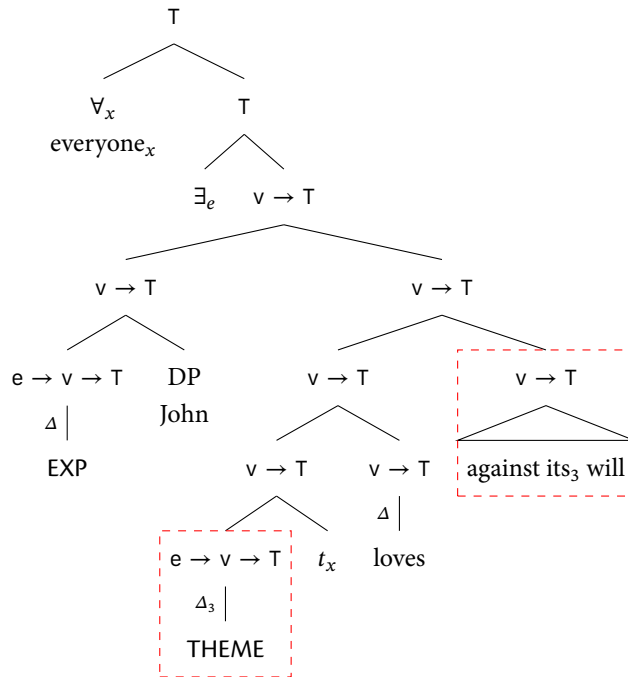 T
∀ₓ T
everyoneₓ
∃ₑ v → T
v → T v → T
e → v → T DP v → T v → T
John
Δ
EXP v → T v → T against its₃ will
Δ
e → v → T tₓ loves
Δ₃
THEME